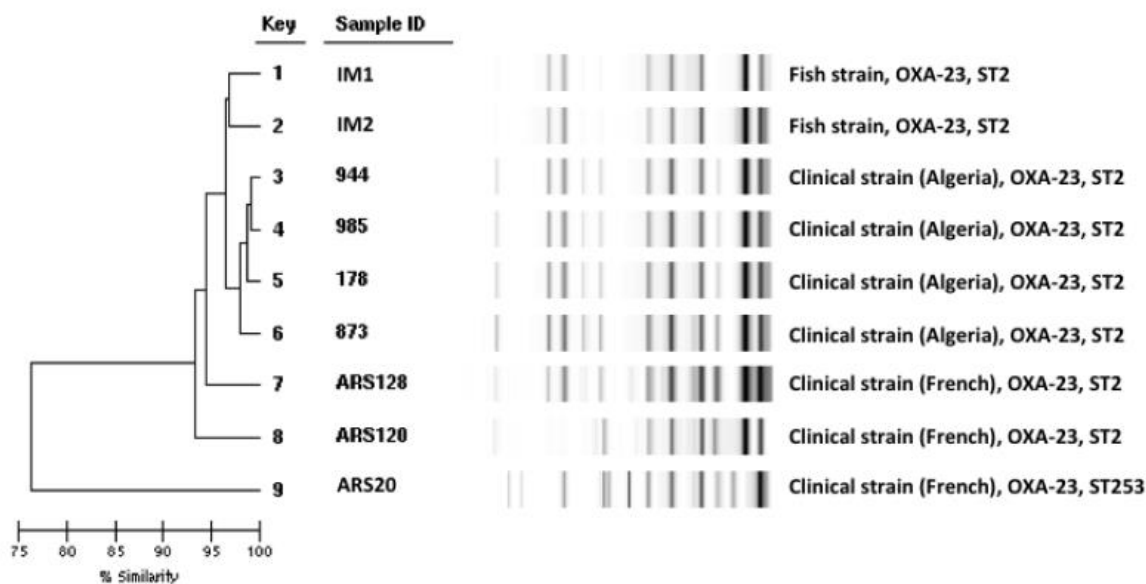 Key Sample ID
1 IM1 Fish strain, OXA-23, ST2
2 IM2 Fish strain, OXA-23, ST2
3 944 Clinical strain (Algeria), OXA-23, ST2
4 985 Clinical strain (Algeria), OXA-23, ST2
5 178 Clinical strain (Algeria), OXA-23, ST2
6 873 Clinical strain (Algeria), OXA-23, ST2
7 ARS128 Clinical strain (French), OXA-23, ST2
8 ARS120 Clinical strain (French), OXA-23, ST2
9 ARS20 Clinical strain (French), OXA-23, ST253
75 80 85 90 95 100
% Similarity